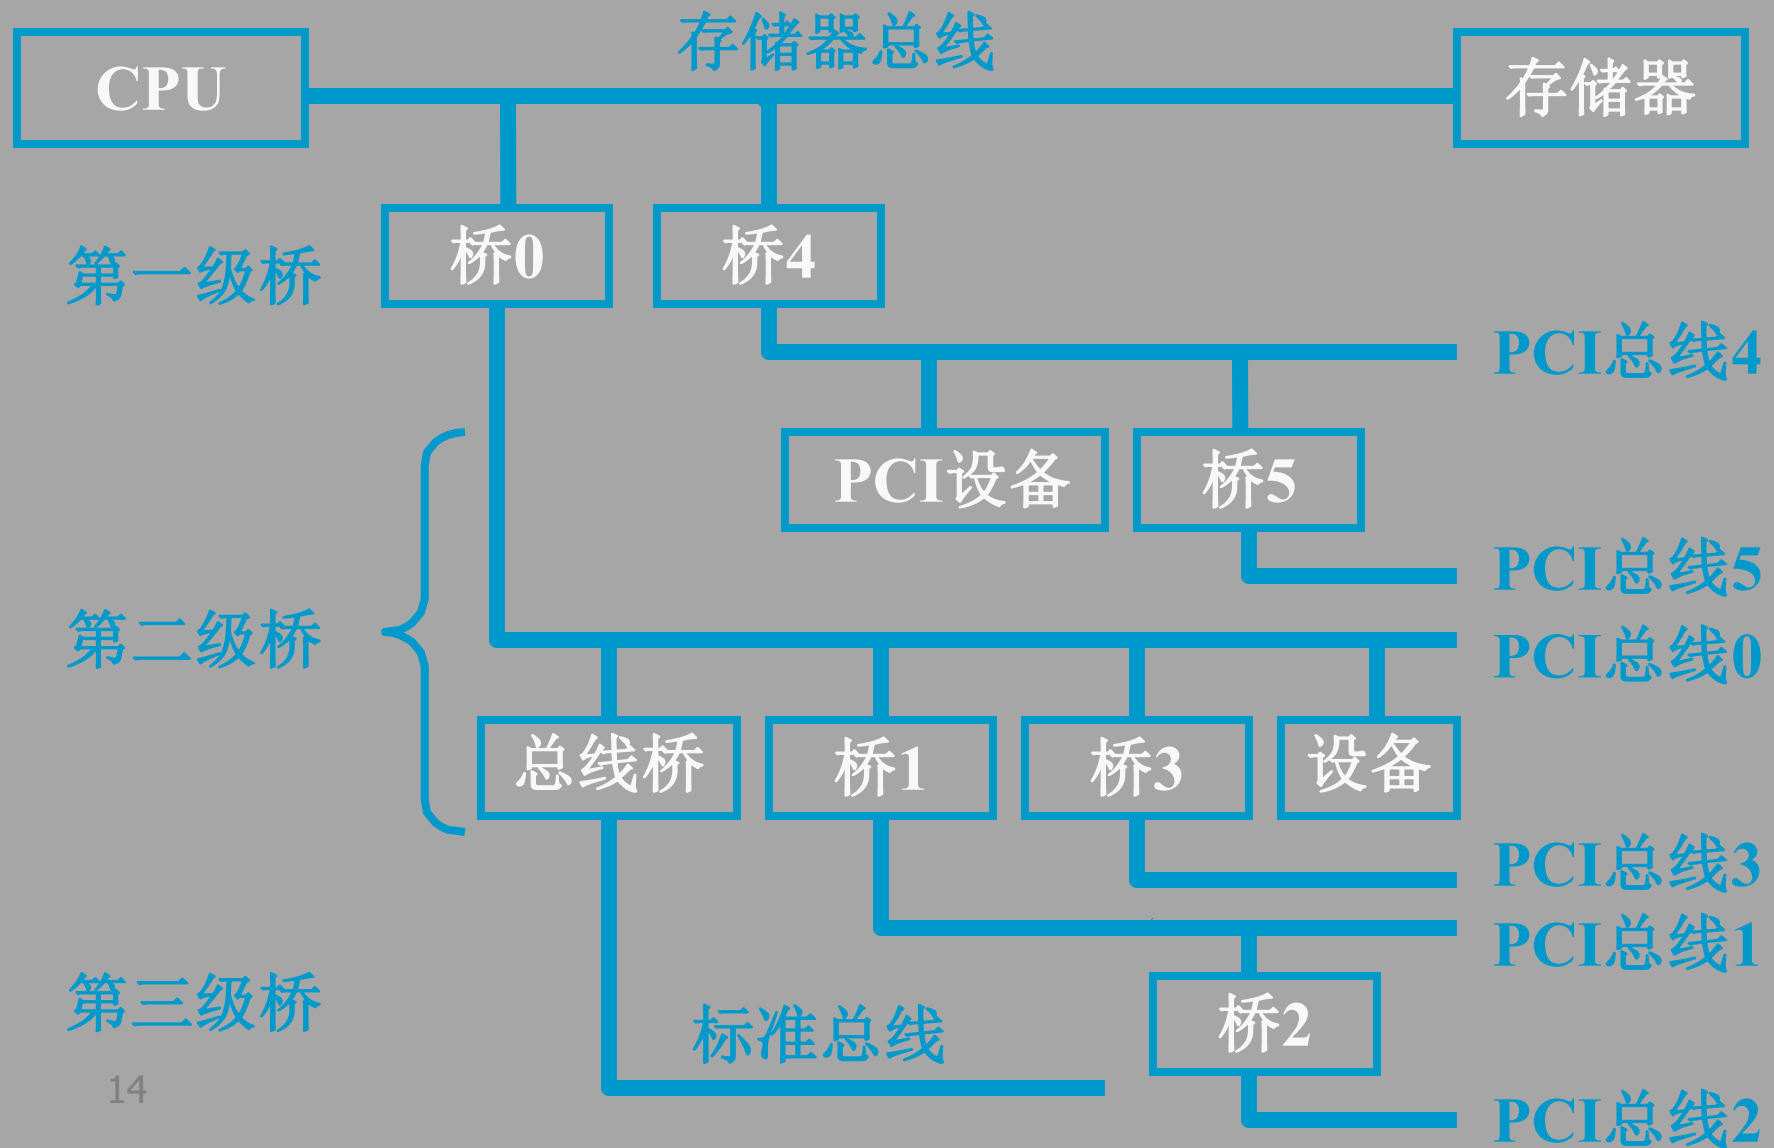 存储器总线
CPU
存储器
桥0
桥4
第一级桥
PCI总线4
PCI设备
桥5
PCI总线5
第二级桥
PCI总线0
总线桥
桥1
桥3
设备
PCI总线3
PCI总线1
第三级桥
标准总线
桥2
14
PCI总线2